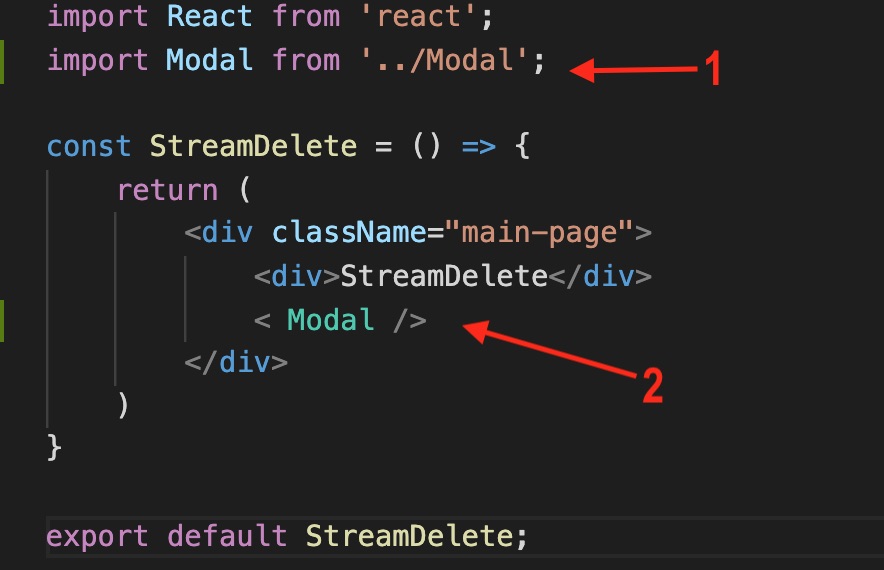 import React from 'react';
import Modal from '../Modal'; 1
const StreamDelete = () => {
return (
<div className="main-page">
<div>StreamDelete</div>
< Modal />
2
</div>
)
}
export default StreamDelete;